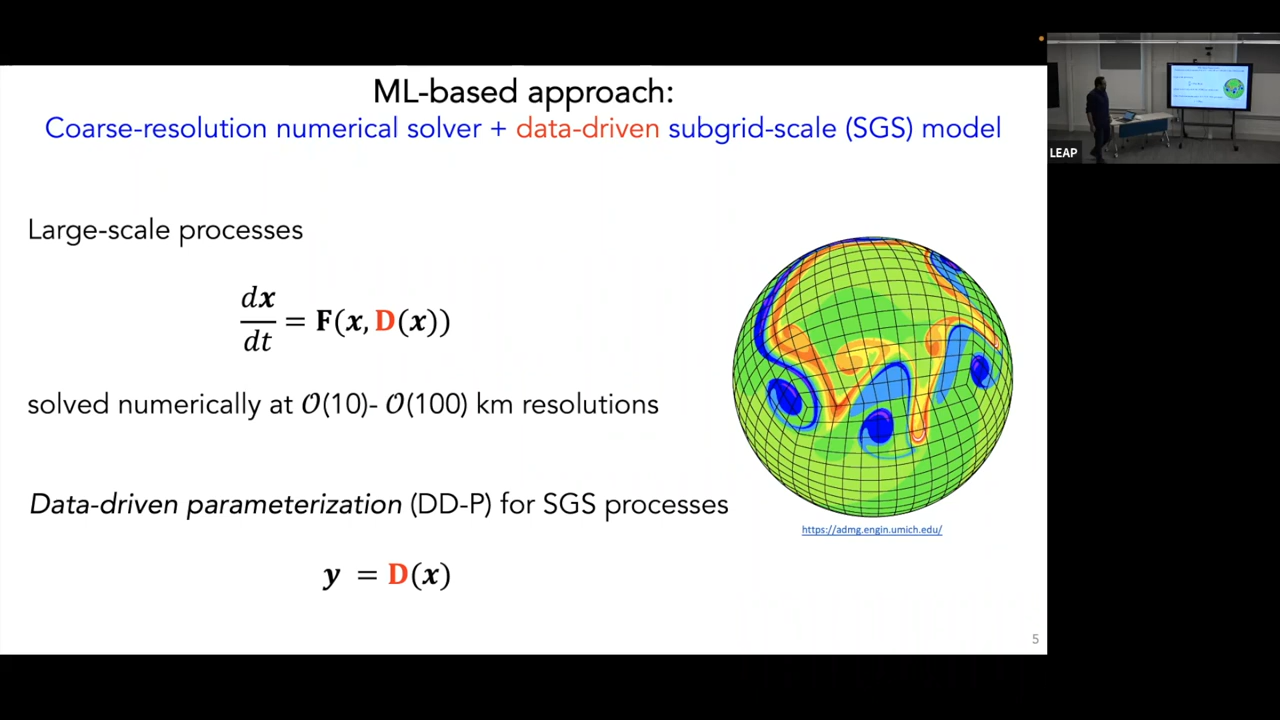 ML-based approach:
Coarse-resolution numerical solver + data-driven subgrid-scale (SGS) model
LEAP
Large-scale processes
dx/dt = F(x, D(x))
solved numerically at 𝒪(10)- 𝒪(100) km resolutions
Data-driven parameterization (DD-P) for SGS processes
https://admg.engin.umich.edu/
y = D(x)
5